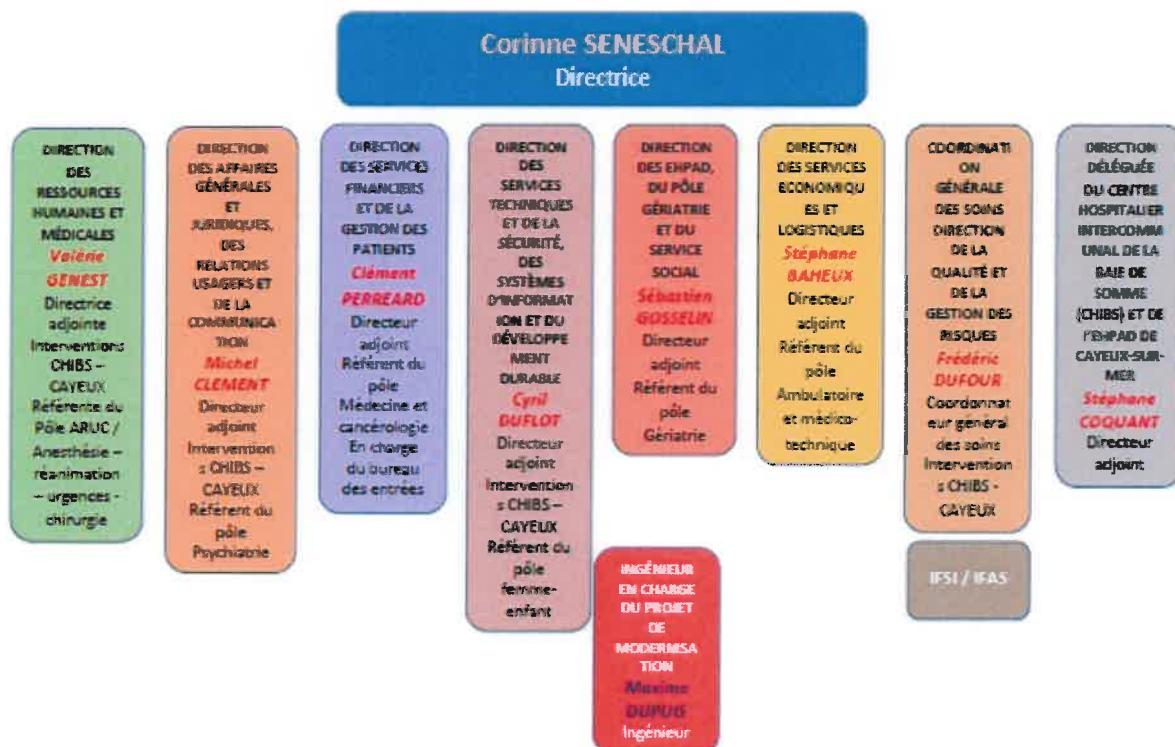 Corinne SENESCHAL
Directrice
DIRECTION
DES
RESSOURCES
HUMAINES ET
MÉDICALES
Valérie
GENEST
Directrice
adjointe
Interventions
CHIBS –
CAYEUX
Référente du
Pôle ARUC /
Anesthésie –
réanimation
– urgences -
chirurgie
DIRECTION
DES AFFAIRES
GÉNÉRALES
ET
JURIDIQUES,
DES
RELATIONS
USAGERS ET
DE LA
COMMUNICA
TION
Michel
CLEMENT
Directeur
adjoint
Intervention
s CHIBS –
CAYEUX
Référent du
pôle
Psychiatrie
DIRECTION
DES SERVICES
FINANCIERS
ET DE LA
GESTION DES
PATIENTS
Clément
PERREARD
Directeur
adjoint
Référent du
pôle
Médecine et
cancérologie
En charge
du bureau
des entrées
DIRECTION
DES
SERVICES
TECHNIQUES
ET DE LA
SÉCURITÉ,
DES
SYSTÈMES
D'INFORMAT
ION ET DU
DÉVELOPPE
MENT
DURABLE
Cyril
DUFLOT
Directeur
adjoint
Intervention
s CHIBS –
CAYEUX
Référent du
pôle
femme-
enfant
DIRECTION
DES EHPAD,
DU PÔLE
GÉRIATRIE
ET DU
SERVICE
SOCIAL
Sébastien
GOSSELIN
Directeur
adjoint
Référent du
pôle
Gériatrie
INGÉNIEUR
EN CHARGE
DU PROJET
DE
MODERNISA
TION
Maxime
DUPUIS
Ingénieur
DIRECTION
DES SERVICES
ECONOMIQU
ES ET
LOGISTIQUES
Stéphane
BAHEUX
Directeur
adjoint
Référent du
pôle
Ambulatoire
et médico-
technique
COORDINATI
ON
GÉNÉRALE
DES SOINS
DIRECTION
DE LA
QUALITÉ ET
DE LA
GESTION DES
RISQUES
Frédéric
DUFOUR
Coordonnat
eur général
des soins
Intervention
s CHIBS -
CAYEUX
IFSI / IFAS
DIRECTION
DÉLÉGUÉE
DU CENTRE
HOSPITALIER
INTERCOMM
UNAL DE LA
BAIE DE
SOMME
(CHIBS) ET DE
L'EHPAD DE
CAYEUX-SUR-
MER
Stéphane
COQUANT
Directeur
adjoint